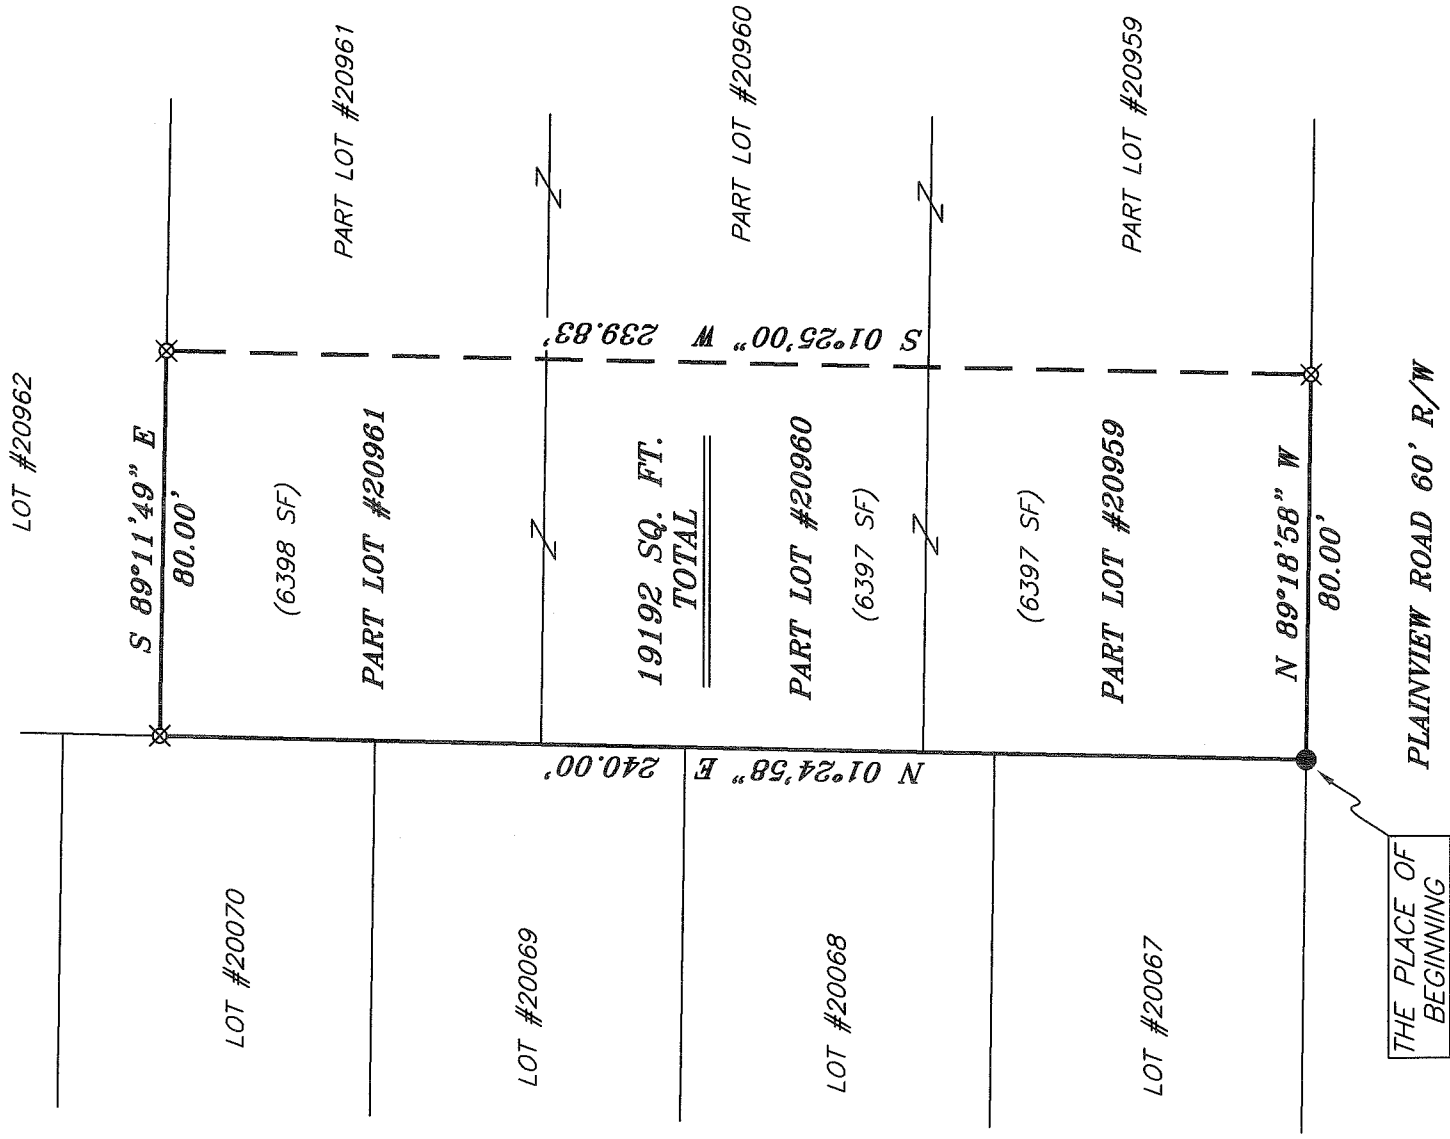 LOT #20962
S 89°11'49" E
80.00'
(6398 SF)
PART LOT #20961
PART LOT #20961
19192 SQ. FT.
TOTAL
PART LOT #20960
(6397 SF)
PART LOT #20960
(6397 SF)
PART LOT #20959
PART LOT #20959
N 89°18'58" W
80.00'
S 01°25'00" W 239.83'
N 01°24'58" E 240.00'
LOT #20070
LOT #20069
LOT #20068
LOT #20067
PLAINVIEW ROAD 60' R/W
THE PLACE OF
BEGINNING